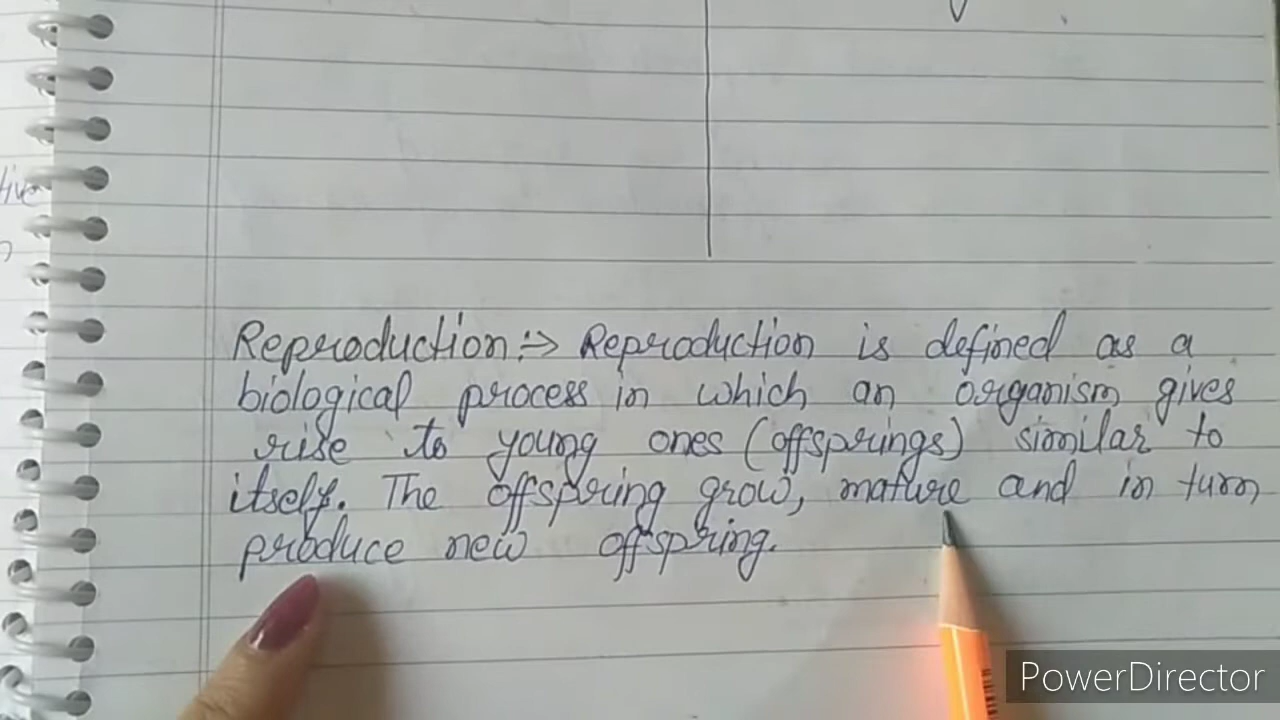 Reproduction:→ Reproduction is defined as a
biological process in which an organism gives
rise to young ones (offsprings) similar to
itself. The offspring grow, mature and in turn
produce new offspring.
PowerDirector